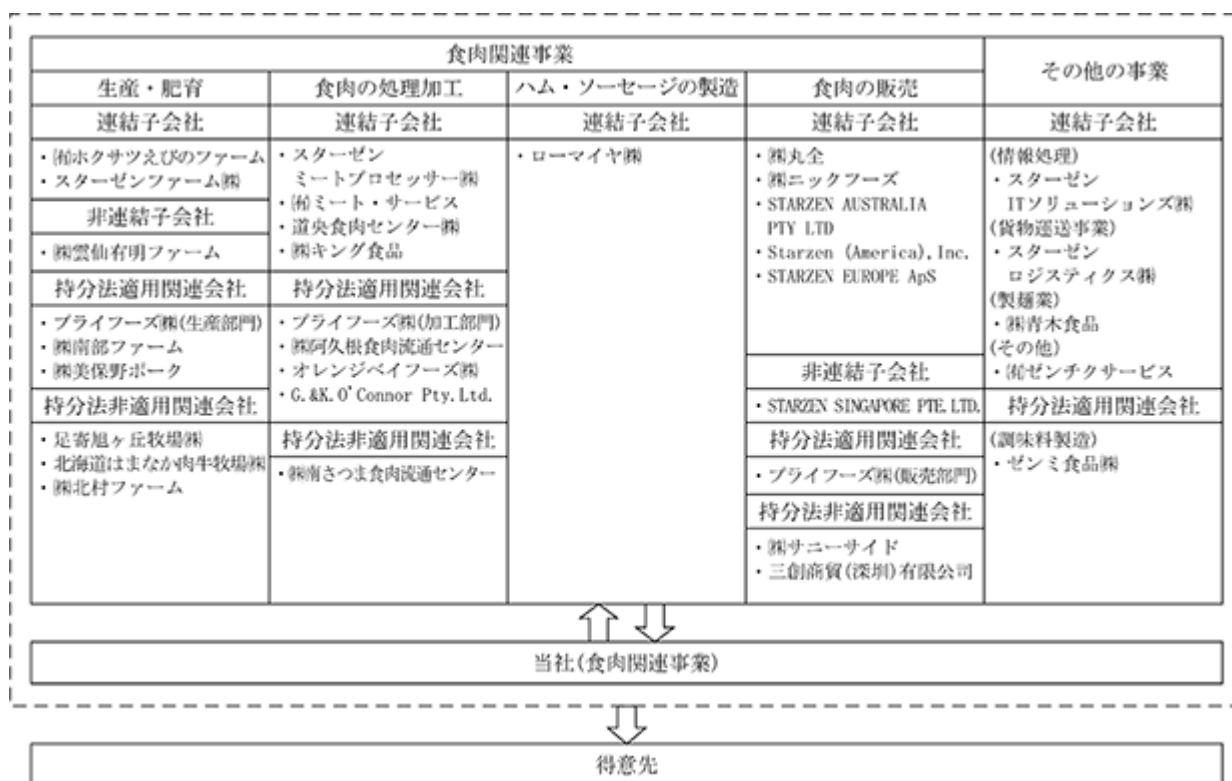 食肉関連事業
その他の事業
生産・肥育
食肉の処理加工
ハム・ソーセージの製造
食肉の販売
連結子会社
・㈲ホクサツえびのファーム
・スターゼンファーム㈱
非連結子会社
・㈱雲仙有明ファーム
持分法適用関連会社
・プライフーズ㈱(生産部門)
・㈱南部ファーム
・㈱美保野ポーク
持分法非適用関連会社
・足寄旭ヶ丘牧場㈱
・北海道はまなか肉牛牧場㈱
・㈱北村ファーム
連結子会社
・スターゼン
ミートプロセッサー㈱
・㈲ミート・サービス
・道央食肉センター㈱
・㈱キング食品
持分法適用関連会社
・プライフーズ㈱(加工部門)
・㈱阿久根食肉流通センター
・オレンジベイフーズ㈱
・G.&K.O'Connor Pty.Ltd.
持分法非適用関連会社
・㈱南さつま食肉流通センター
連結子会社
・ローマイヤ㈱
連結子会社
・㈱丸全
・㈱ニックフーズ
・STARZEN AUSTRALIA
PTY LTD
・Starzen (America),Inc.
・STARZEN EUROPE ApS
非連結子会社
・STARZEN SINGAPORE PTE.LTD.
持分法適用関連会社
・プライフーズ㈱(販売部門)
持分法非適用関連会社
・㈱サニーサイド
・三創商貿(深圳)有限公司
連結子会社
(情報処理)
・スターゼン
ITソリューションズ㈱
(貨物運送事業)
・スターゼン
ロジスティクス㈱
(製麺業)
・㈱青木食品
(その他)
・㈲ゼンチクサービス
持分法適用関連会社
(調味料製造)
・ゼンミ食品㈱
当社(食肉関連事業)
得意先